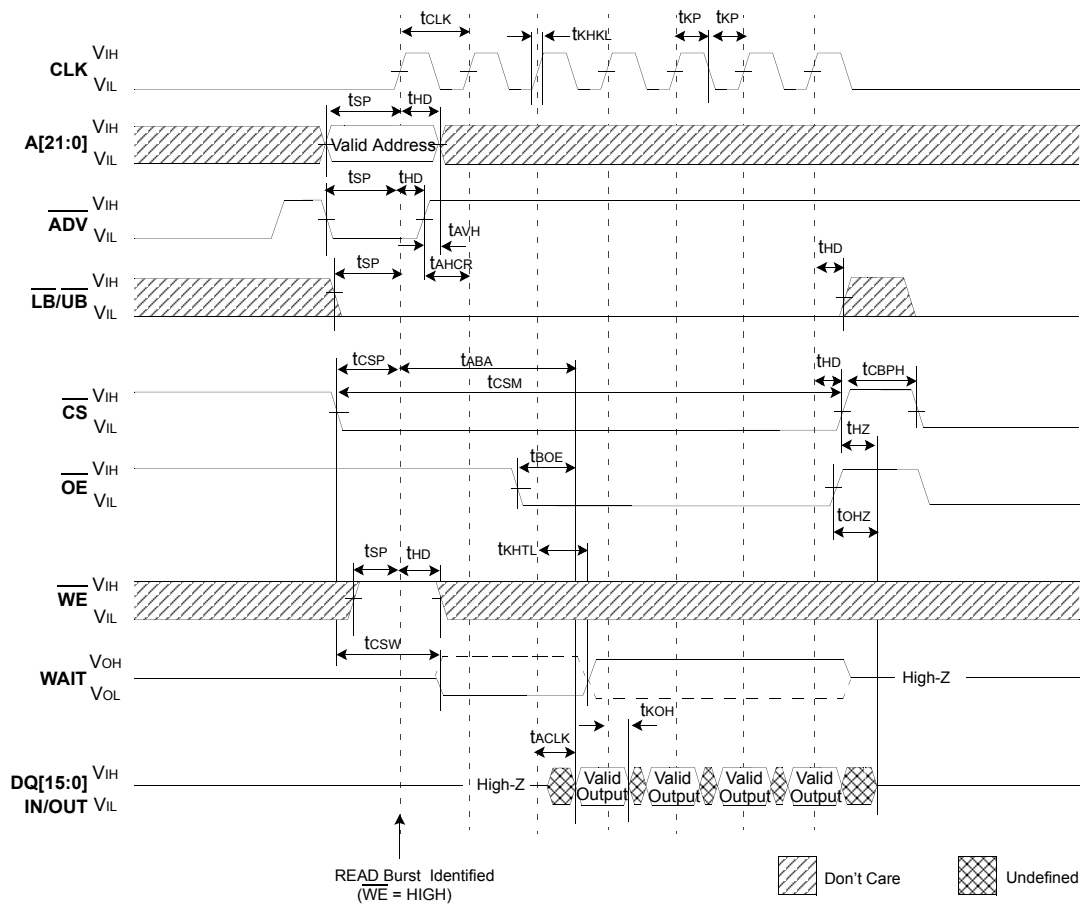 tCLK tKHKL tKP tKP
CLK VIH VIL
tSP tHD
A[21:0] VIH VIL Valid Address
tSP tHD
ADV VIH VIL
tAVH
tSP tAHCR tHD
LB/UB VIH VIL
tCSP tABA tHD tCBPH
tCSM
CS VIH VIL
tHZ
tBOE
OE VIH VIL
tOHZ
tKHTL
tSP tHD
WE VIH VIL
tCSW
WAIT VOH VOL High-Z
tKOH
tACLK
DQ[15:0] VIH High-Z Valid Valid Valid Valid
IN/OUT VIL Output Output Output Output
READ Burst Identified
(WE = HIGH)
Don't Care Undefined